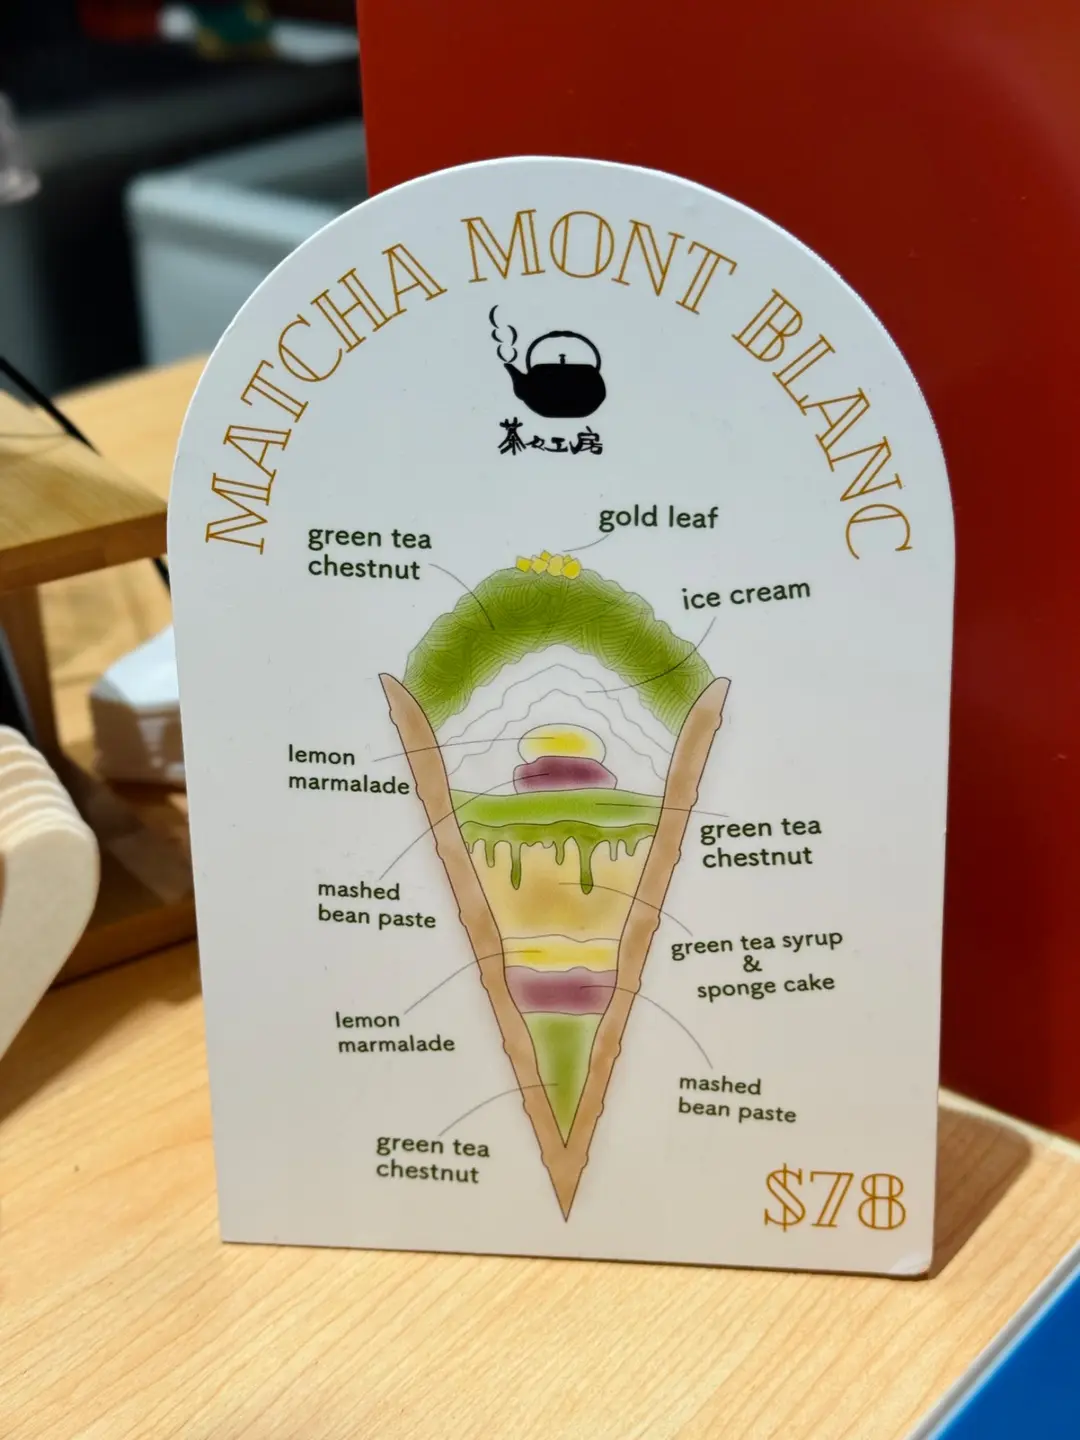 MATCHA MONT BLANC
茶の工房
gold leaf
green tea
chestnut
ice cream
lemon
marmalade
green tea
chestnut
mashed
bean paste
green tea syrup
&
sponge cake
lemon
marmalade
mashed
bean paste
green tea
chestnut
$78